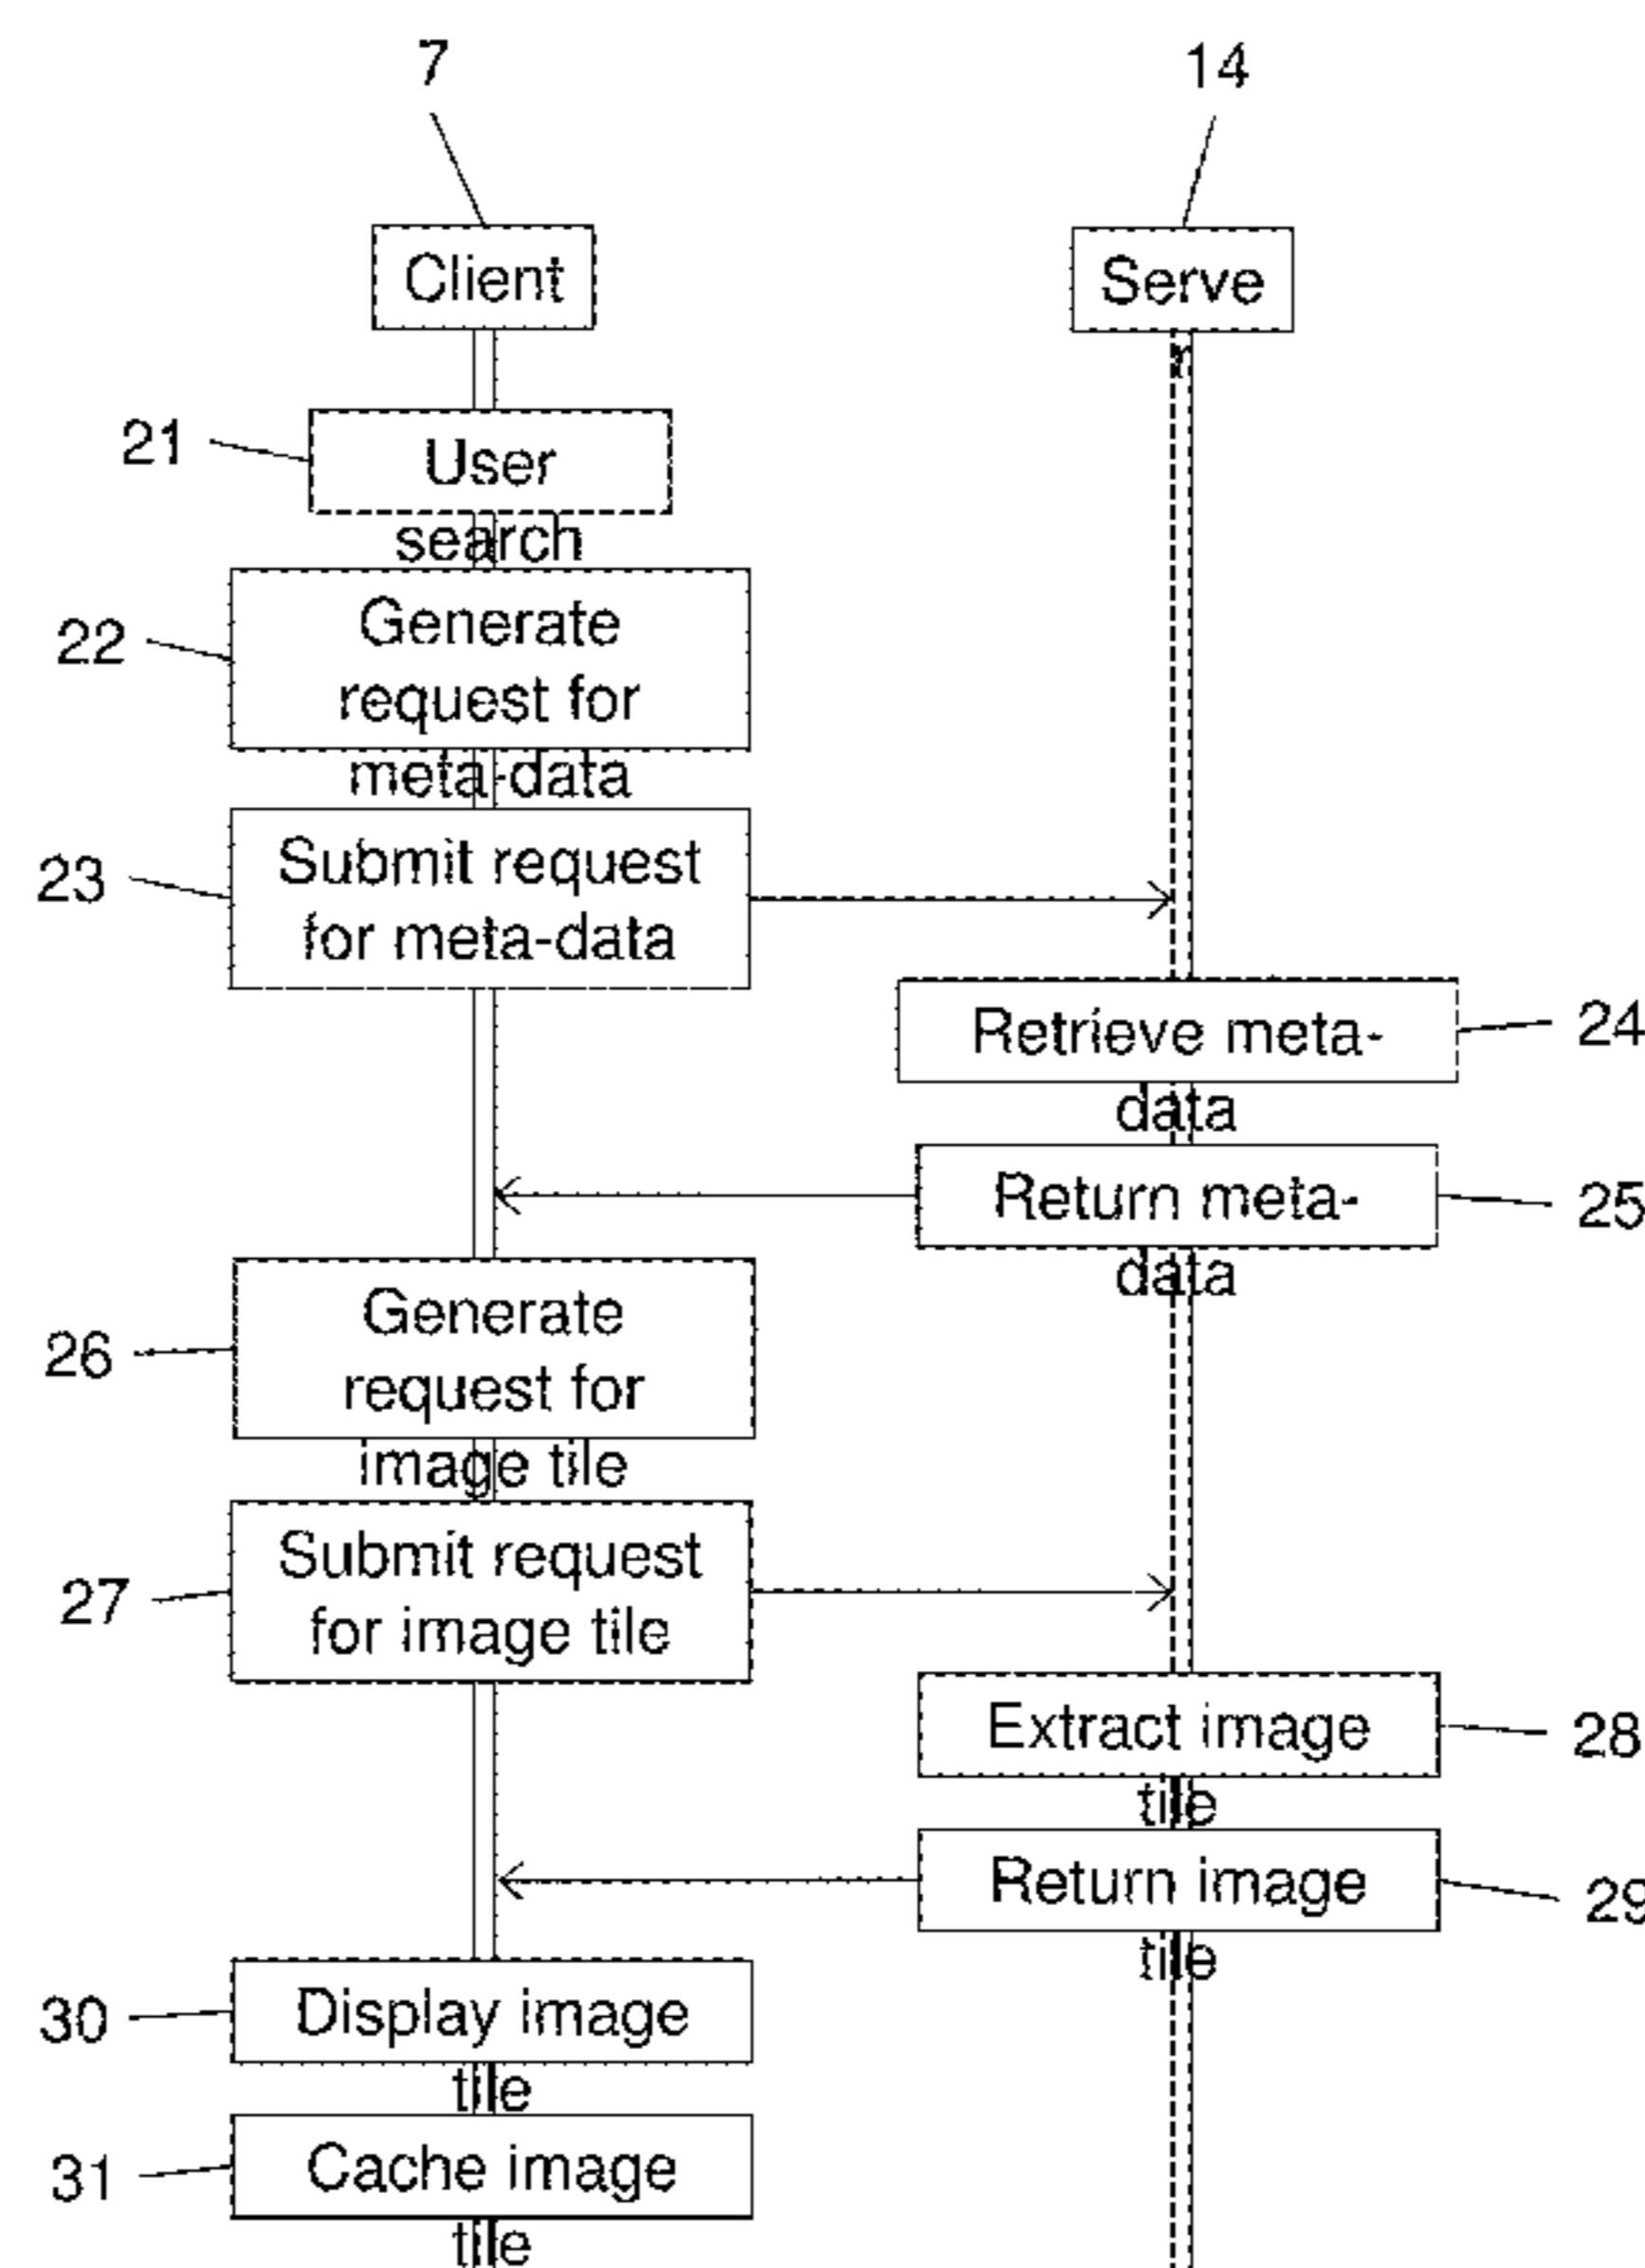 7
14
Client
Serve
r
21
User
search
22
Generate
request for
meta-data
23
Submit request
for meta-data
Retrieve meta-
data
24
Return meta-
data
25
26
Generate
request for
image tile
27
Submit request
for image tile
Extract image
tile
28
Return image
tile
29
30
Display image
tile
31
Cache image
tile